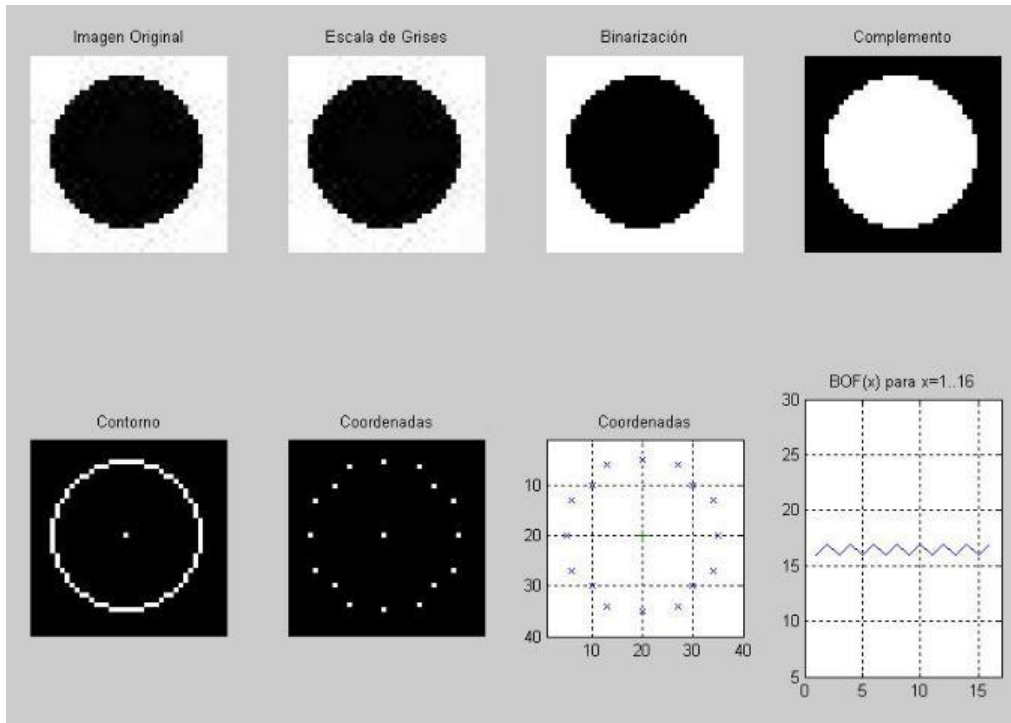 Imagen Original
Escala de Grises
Binarización
Complemento
Contorno
Coordenadas
Coordenadas
10
20
30
40
10
20
30
40
BOF(x) para x=1..16
30
25
20
15
10
5
0
5
10
15